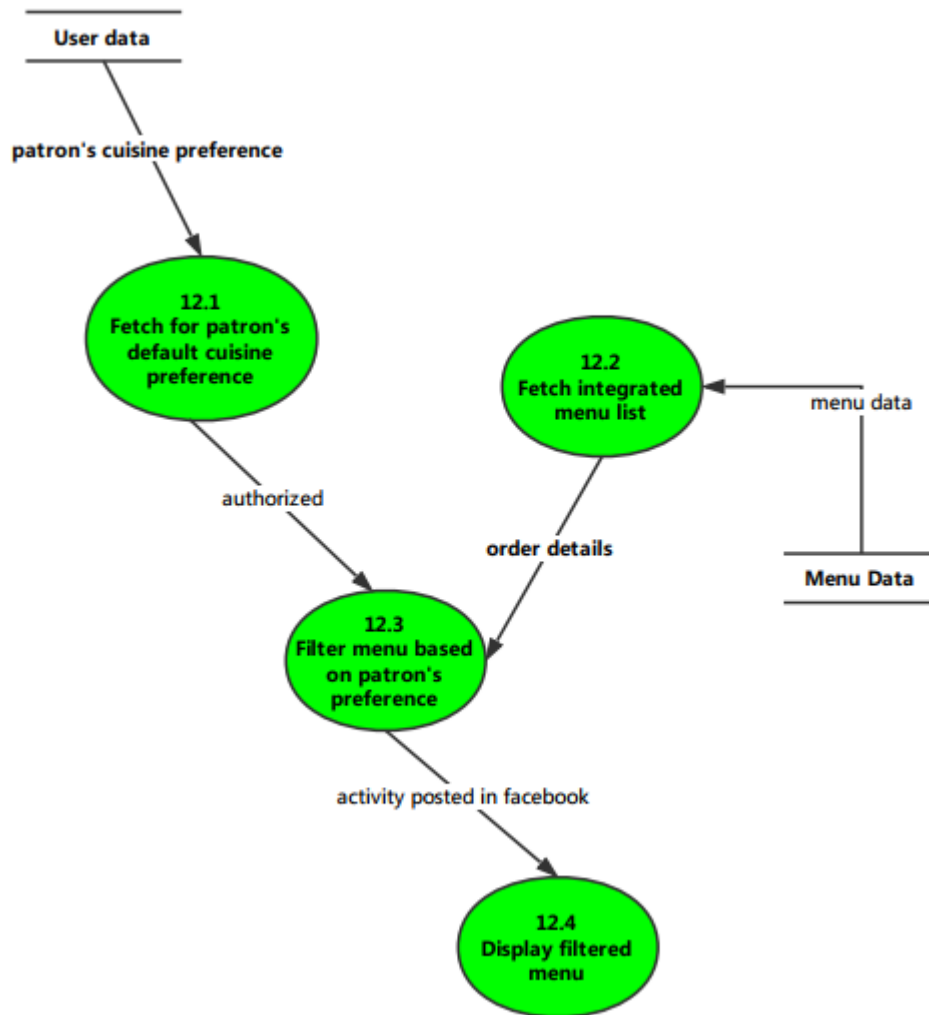 User data
patron's cuisine preference
12.1
Fetch for patron's
default cuisine
preference
12.2
Fetch integrated
menu list
menu data
authorized
order details
Menu Data
12.3
Filter menu based
on patron's
preference
activity posted in facebook
12.4
Display filtered
menu